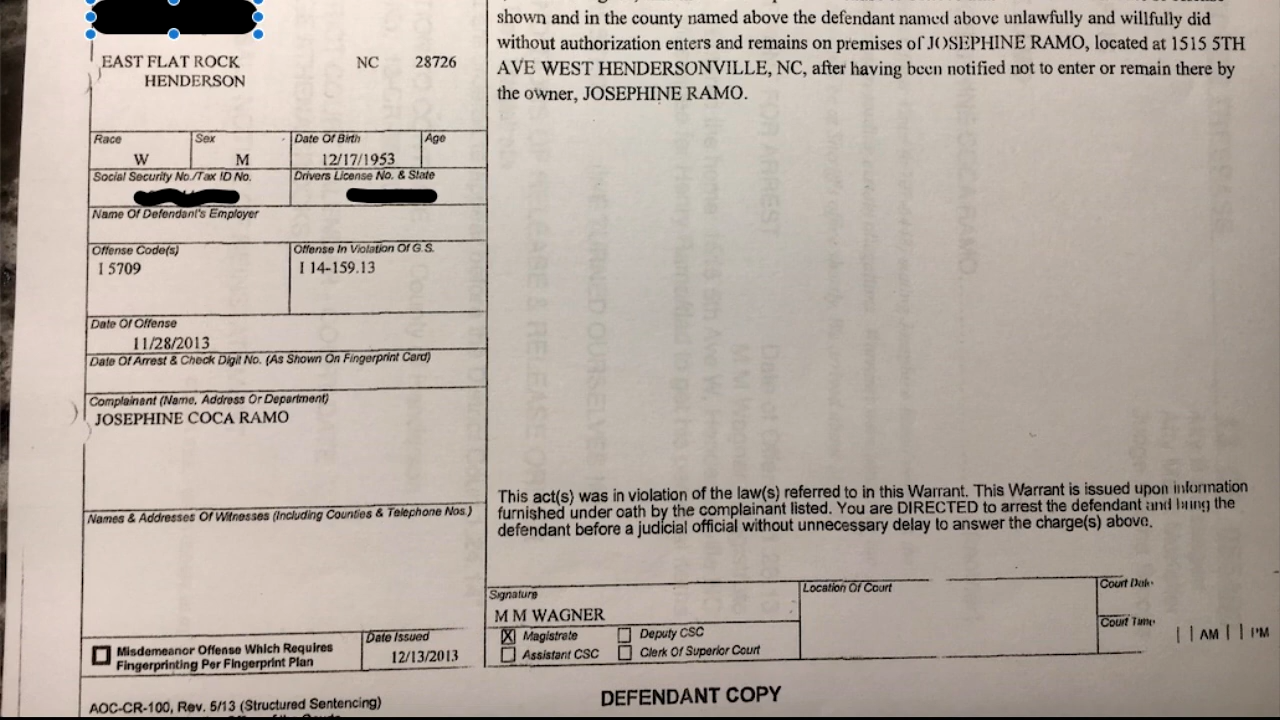 shown and in the county named above the defendant named above unlawfully and willfully did
without authorization enters and remains on premises of JOSEPHINE RAMO, located at 1515 5TH
AVE WEST HENDERSONVILLE, NC, after having been notified not to enter or remain there by
the owner, JOSEPHINE RAMO.
EAST FLAT ROCK NC 28726
HENDERSON
Race Sex Date Of Birth Age
W M 12/17/1953
Social Security No./Tax ID No. Drivers License No. & State
Name Of Defendant's Employer
Offense Code(s) Offense In Violation Of G.S.
I 5709 I 14-159.13
Date Of Offense
11/28/2013
Date Of Arrest & Check Digit No. (As Shown On Fingerprint Card)
Complainant (Name, Address Or Department)
JOSEPHINE COCA RAMO
Names & Addresses Of Witnesses (Including Counties & Telephone Nos.)
This act(s) was in violation of the law(s) referred to in this Warrant. This Warrant is issued upon information
furnished under oath by the complainant listed. You are DIRECTED to arrest the defendant and bring the
defendant before a judicial official without unnecessary delay to answer the charge(s) above.
Signature Location Of Court Court Date
M M WAGNER
Magistrate Deputy CSC Court Time
AM PM
Assistant CSC Clerk Of Superior Court
Misdemeanor Offense Which Requires
Fingerprinting Per Fingerprint Plan
Date Issued
12/13/2013
AOC-CR-100, Rev. 5/13 (Structured Sentencing)
DEFENDANT COPY